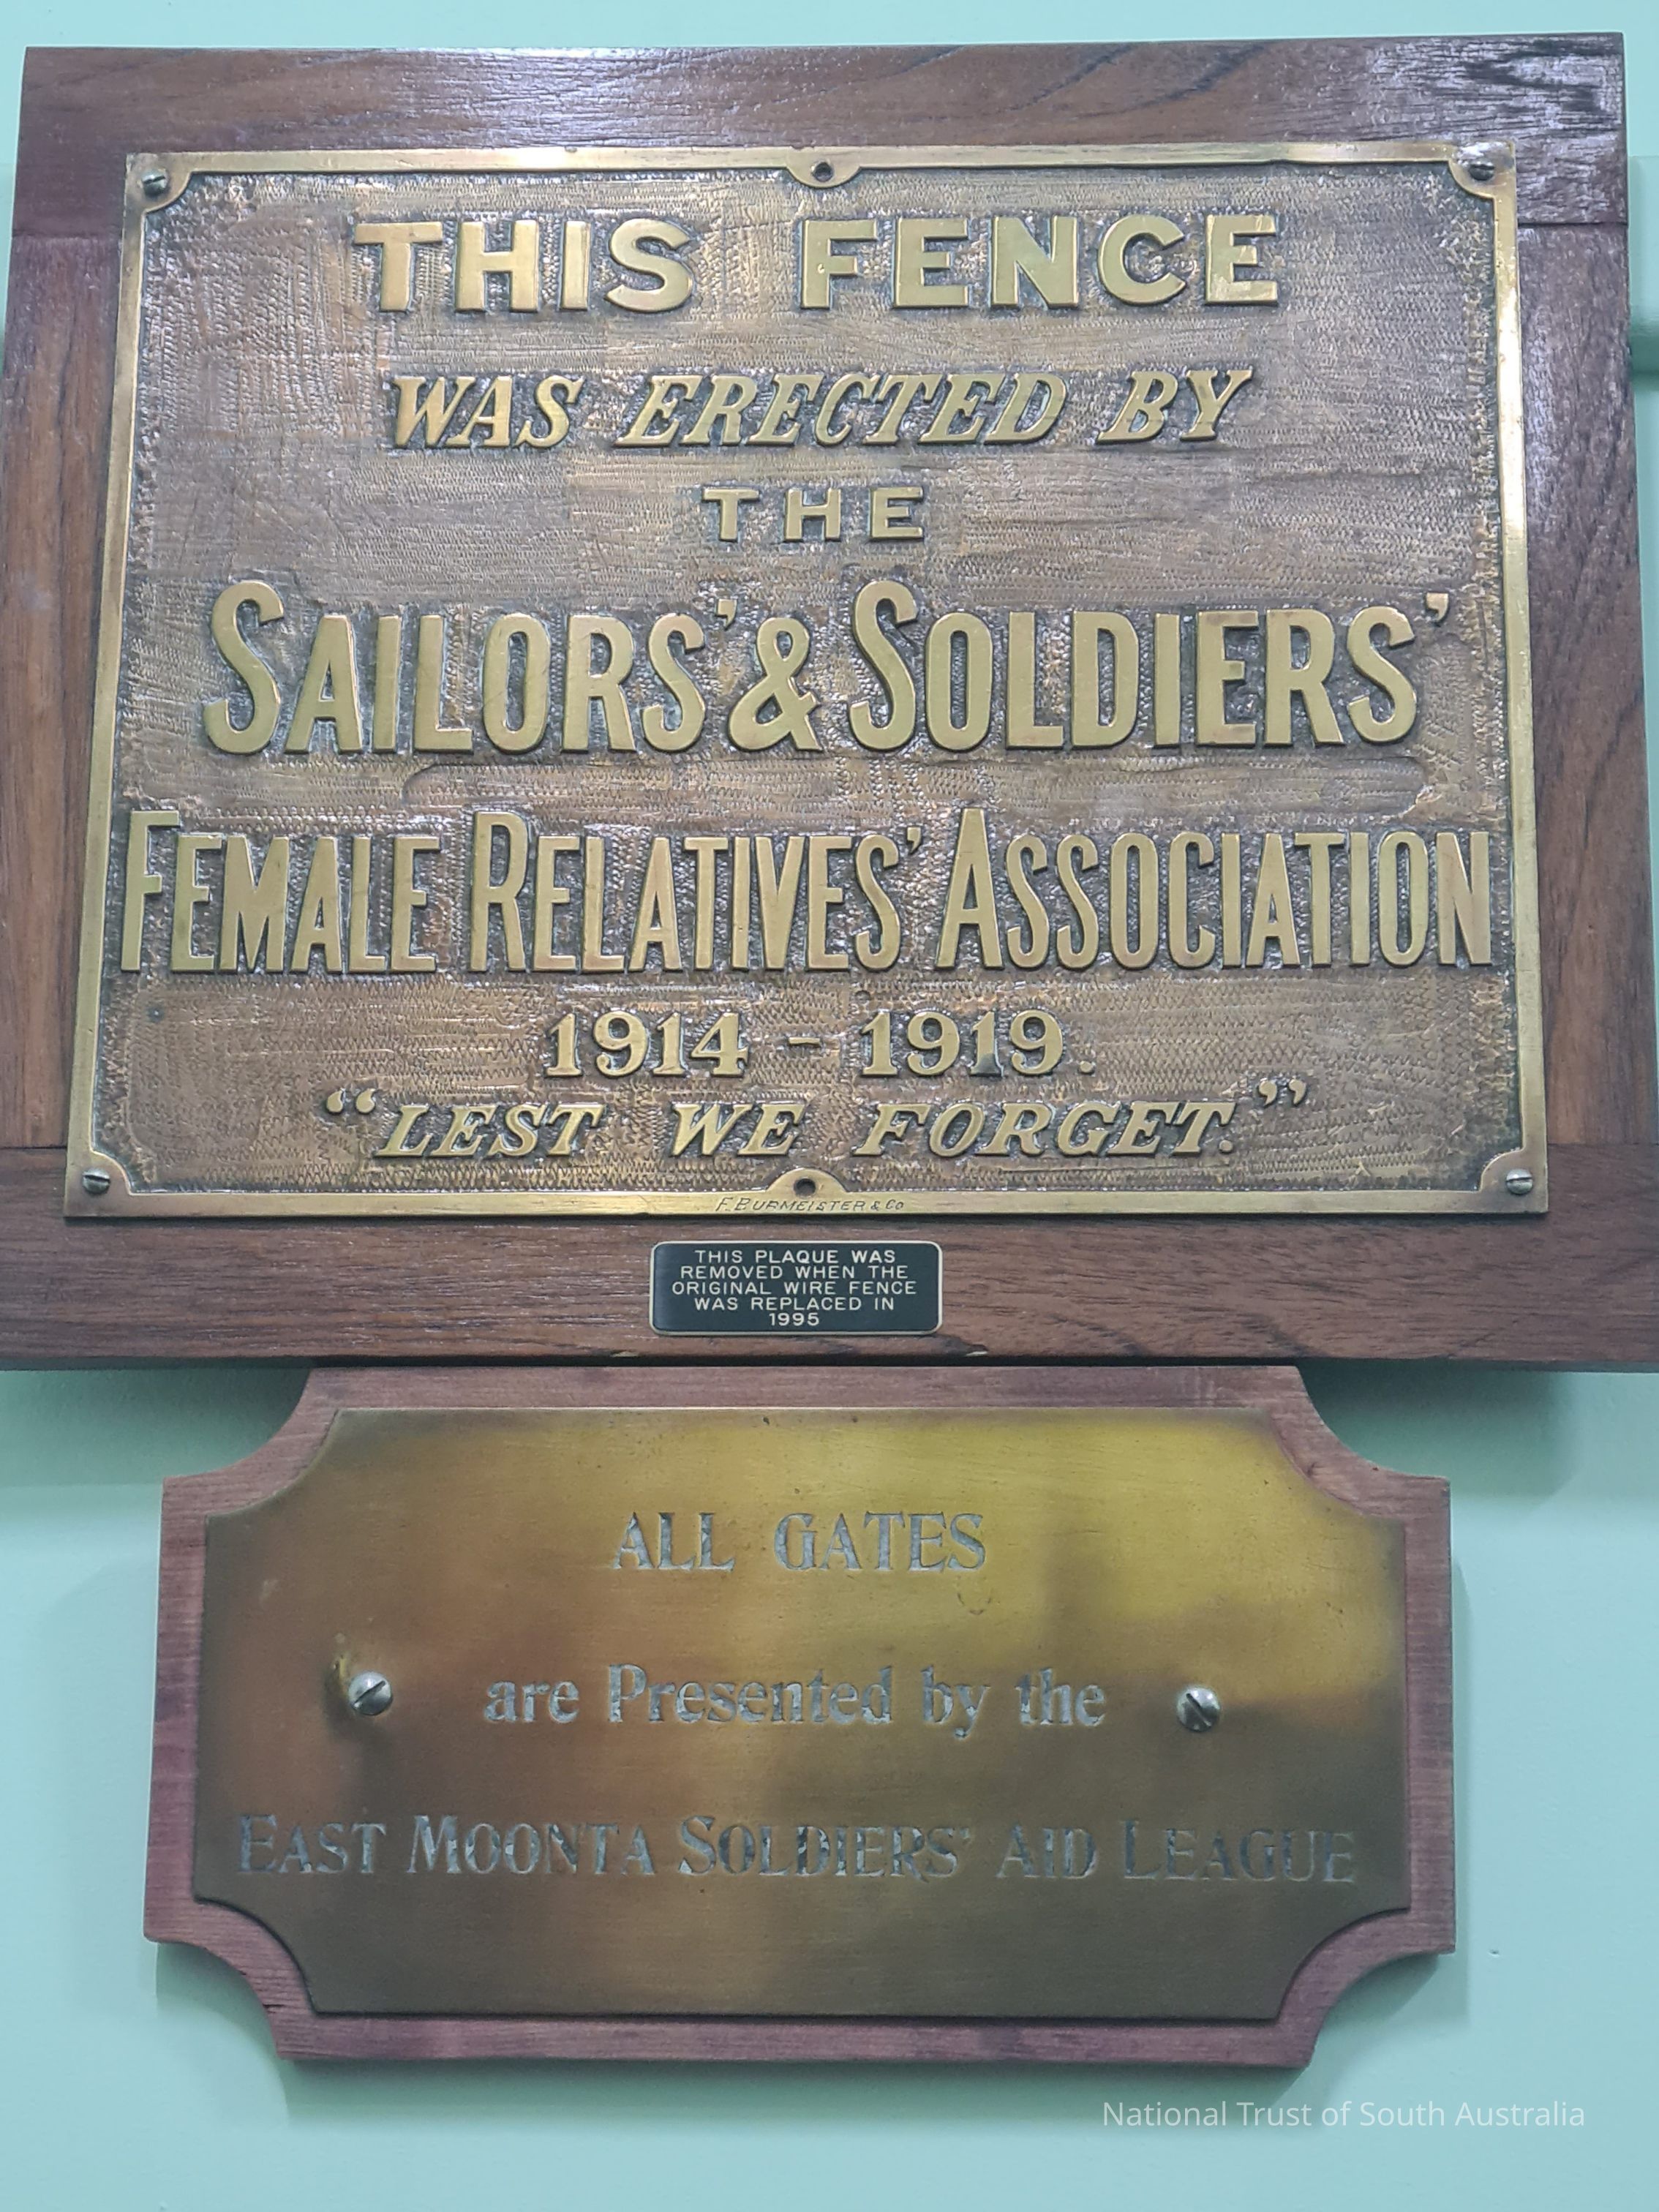 THIS FENCE
WAS ERECTED BY
THE
SAILORS' & SOLDIERS'
FEMALE RELATIVES' ASSOCIATION
1914 - 1919.
“LEST WE FORGET.”
F. BURMEISTER & Co
THIS PLAQUE WAS
REMOVED WHEN THE
ORIGINAL WIRE FENCE
WAS REPLACED IN
1995
ALL GATES
are Presented by the
EAST MOONTA SOLDIERS' AID LEAGUE
National Trust of South Australia